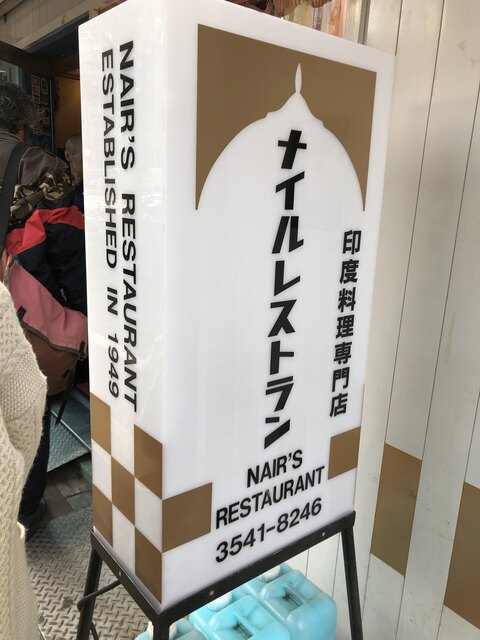 NAIR'S RESTAURANT
ESTABLISHED IN 1949
ナイルレストラン
印度料理専門店
NAIR'S
RESTAURANT
3541-8246